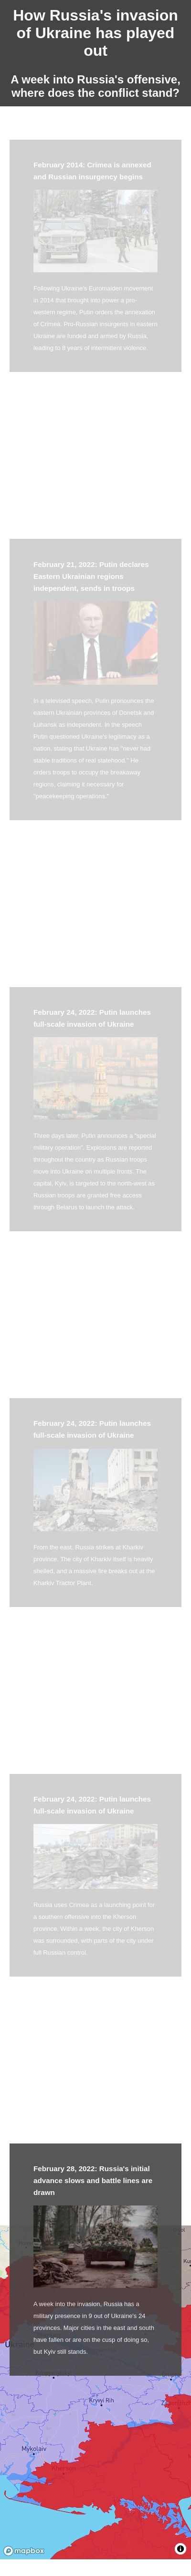 How Russia's invasion
of Ukraine has played
out
A week into Russia's offensive,
where does the conflict stand?
February 2014: Crimea is annexed
and Russian insurgency begins
Following Ukraine's Euromaidan movement
in 2014 that brought into power a pro-
western regime, Putin orders the annexation
of Crimea. Pro-Russian insurgents in eastern
Ukraine are funded and armed by Russia,
leading to 8 years of intermittent violence.
February 21, 2022: Putin declares
Eastern Ukrainian regions
independent, sends in troops
In a televised speech, Putin pronounces the
eastern Ukrainian provinces of Donetsk and
Luhansk as independent. In the speech
Putin questioned Ukraine's legitimacy as a
nation, stating that Ukraine has "never had
stable traditions of real statehood." He
orders troops to occupy the breakaway
regions, claiming it necessary for
"peacekeeping operations."
February 24, 2022: Putin launches
full-scale invasion of Ukraine
Three days later, Putin announces a "special
military operation". Explosions are reported
throughout the country as Russian troops
move into Ukraine on multiple fronts. The
capital, Kyiv, is targeted to the north-west as
Russian troops are granted free access
through Belarus to launch the attack.
February 24, 2022: Putin launches
full-scale invasion of Ukraine
From the east, Russia strikes at Kharkiv
province. The city of Kharkiv itself is heavily
shelled, and a massive fire breaks out at the
Kharkiv Tractor Plant.
February 24, 2022: Putin launches
full-scale invasion of Ukraine
Russia uses Crimea as a launching point for
a southern offensive into the Kherson
province. Within a week, the city of Kherson
was surrounded, with parts of the city under
full Russian control.
February 28, 2022: Russia's initial
advance slows and battle lines are
drawn
A week into the invasion, Russia has a
military presence in 9 out of Ukraine's 24
provinces. Major cities in the east and south
have fallen or are on the cusp of doing so,
but Kyiv still stands.
Kryvi Rih
Mykolaiv
Kherson
mapbox